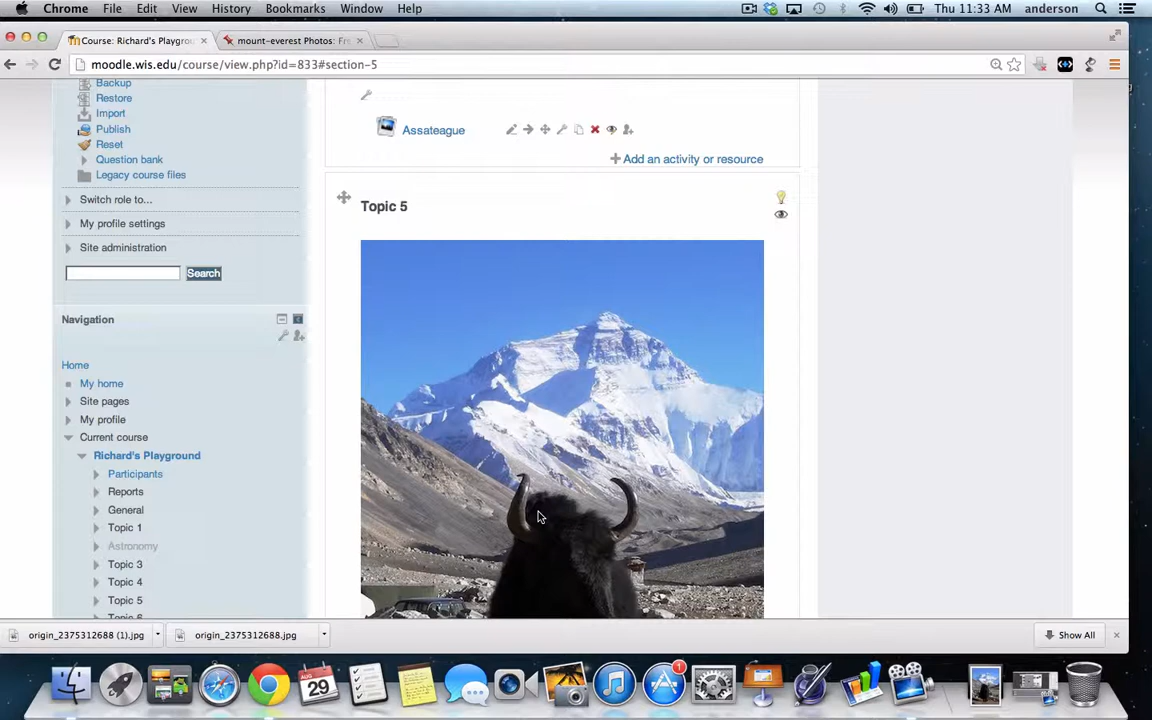 Chrome File Edit View History Bookmarks Window Help Thu 11:33 AM anderson
Course: Richard's Playgrou mount-everest Photos: Fr
moodle.wis.edu/course/view.php?id=833#section-5
Backup
Restore
Import
Publish
Reset
Question bank
Legacy course files
Switch role to...
My profile settings
Site administration
Search
Navigation
Home
My home
Site pages
My profile
Current course
Richard's Playground
Participants
Reports
General
Topic 1
Astronomy
Topic 3
Topic 4
Topic 5
Assateague
Add an activity or resource
Topic 5
origin_2375312688 (1).jpg origin_2375312688.jpg Show All
AUG
29
1